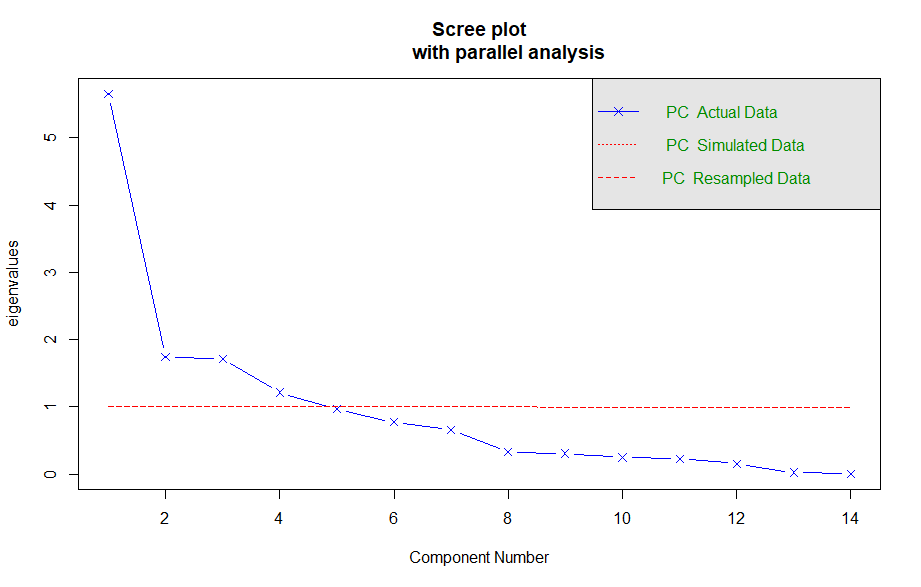 Scree plot
with parallel analysis
PC Actual Data
PC Simulated Data
PC Resampled Data
eigenvalues
5
4
3
2
1
0
2 4 6 8 10 12 14
Component Number